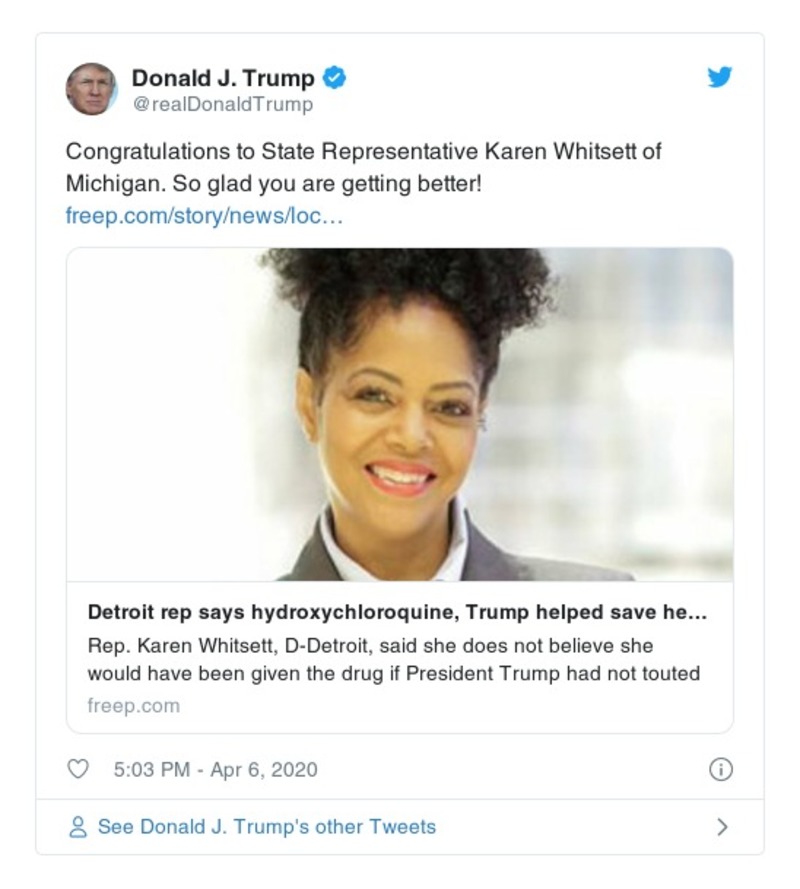 Donald J. Trump
@realDonaldTrump
Congratulations to State Representative Karen Whitsett of
Michigan. So glad you are getting better!
freep.com/story/news/loc…
Detroit rep says hydroxychloroquine, Trump helped save he…
Rep. Karen Whitsett, D-Detroit, said she does not believe she
would have been given the drug if President Trump had not touted
freep.com
5:03 PM - Apr 6, 2020
See Donald J. Trump's other Tweets